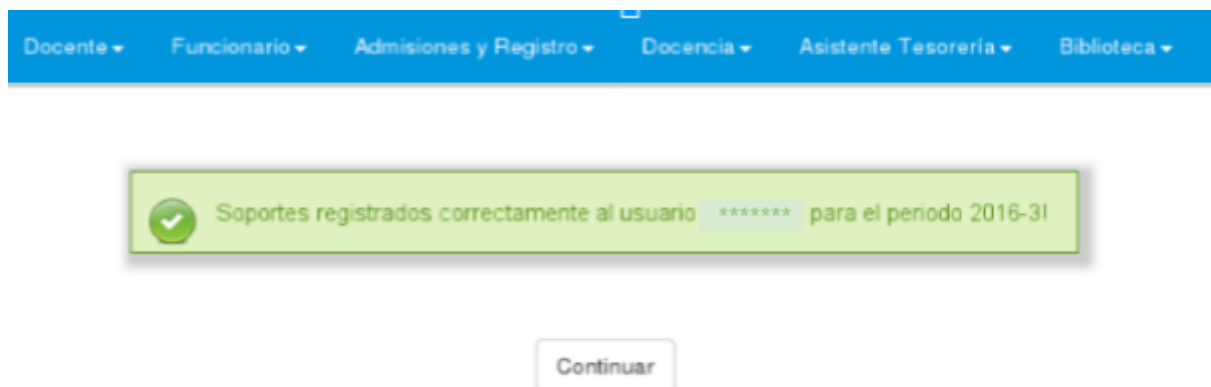 Docente Funcionario Admisiones y Registro Docencia Asistente Tesorería Biblioteca
Soportes registrados correctamente al usuario ******* para el periodo 2016-3!
Continuar